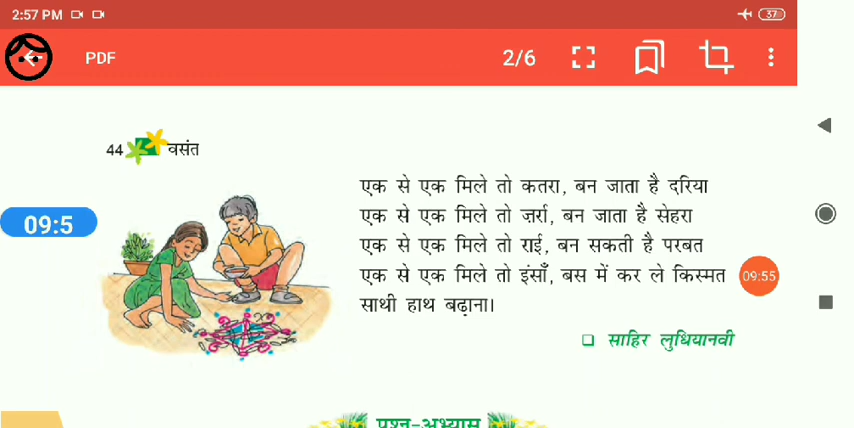 2:57 PM
37
PDF
2/6
44 वसंत
09:5
एक से एक मिले तो कतरा, बन जाता है दरिया
एक से एक मिले तो ज़र्रा, बन जाता है सेहरा
एक से एक मिले तो राई, बन सकती है परबत
एक से एक मिले तो इंसाँ, बस में कर ले किस्मत
09:55
साथी हाथ बढ़ाना।
❑ साहिर लुधियानवी
प्रश्न-अभ्यास